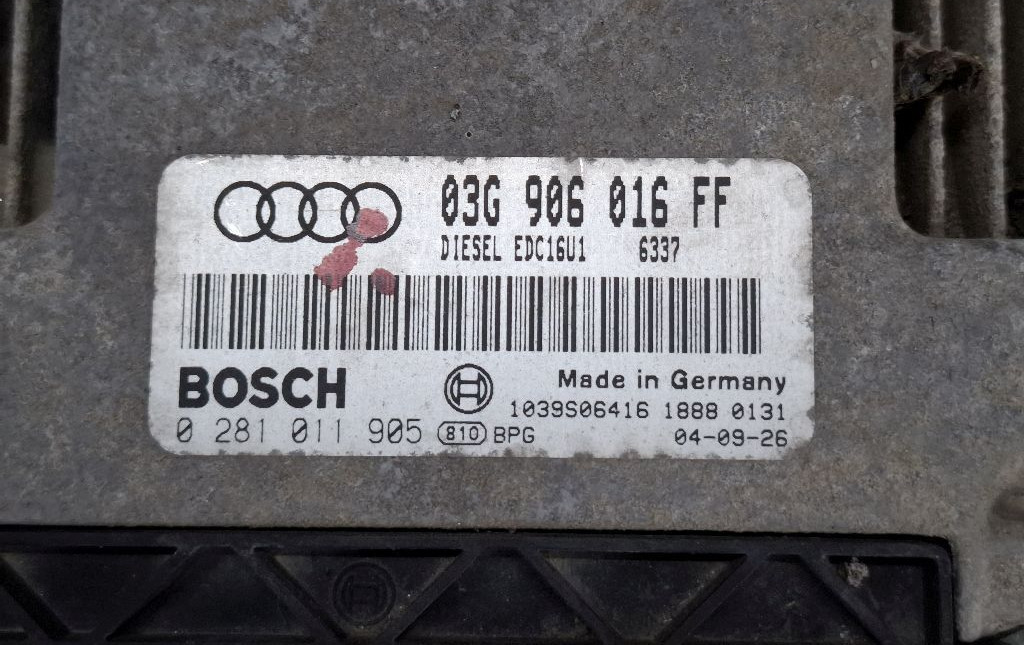 03G 906 016 FF
DIESEL EDC16U1 6337
BOSCH
Made in Germany
1039S06416 1888 0131
0 281 011 905 810 BPG
04-09-26